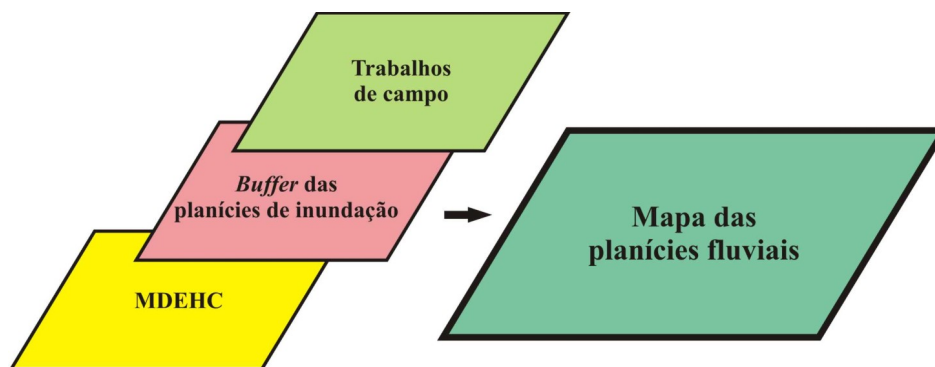 Trabalhos
de campo
Buffer das
planícies de inundação
MDEHC
Mapa das
planícies fluviais